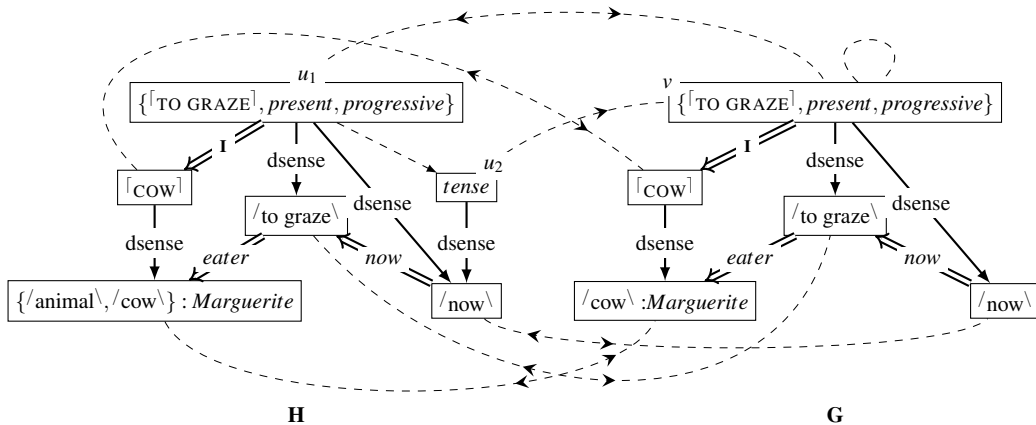 u₁
v
{⌈TO GRAZE⌉, present, progressive}
{⌈TO GRAZE⌉, present, progressive}
I
I
dsense
u₂
⌈COW⌉
tense
⌈COW⌉
dsense
dsense
dsense
/to graze\
/to graze\
dsense
dsense
dsense
dsense
eater
now
eater
now
{/animal\, /cow\} : Marguerite
/now\
/cow\ :Marguerite
/now\
H
G